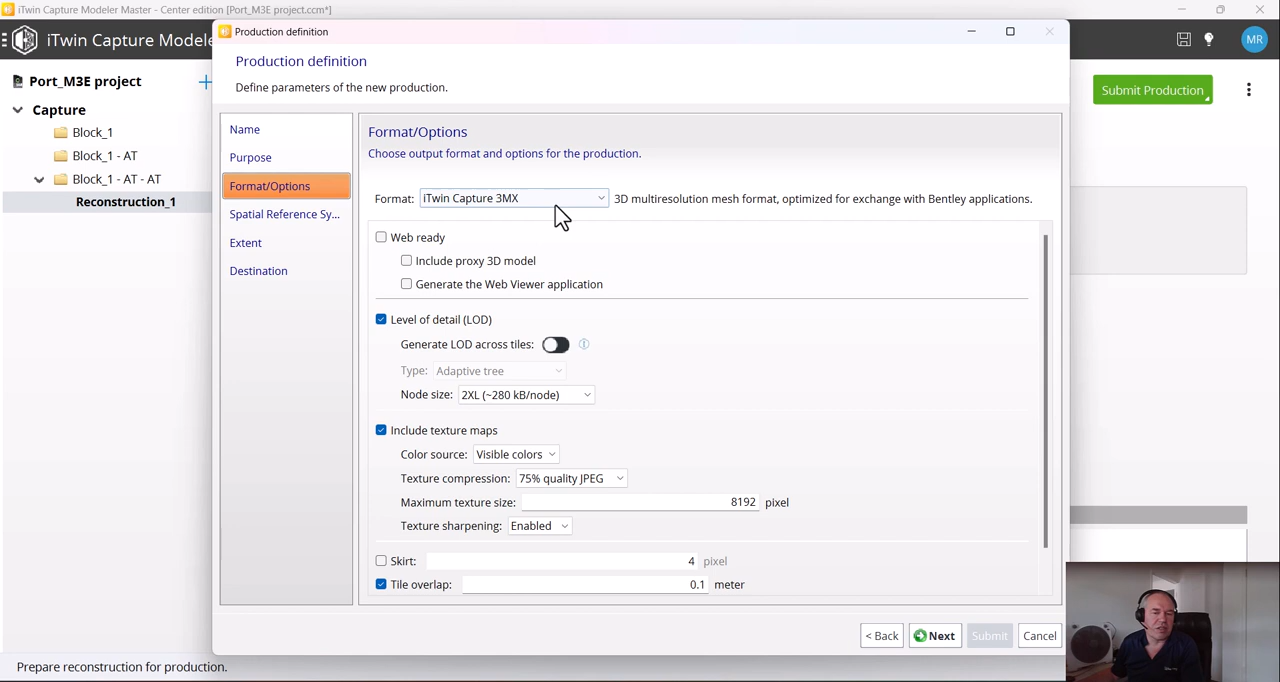 iTwin Capture Modeler Master - Center edition [Port_M3E project.ccm*]
iTwin Capture Modele
MR
Production definition
Production definition
Define parameters of the new production.
Port_M3E project
Capture
Block_1
Block_1 - AT
Block_1 - AT - AT
Reconstruction_1
Submit Production
Name
Purpose
Format/Options
Spatial Reference Sy...
Extent
Destination
Format/Options
Choose output format and options for the production.
Format: iTwin Capture 3MX 3D multiresolution mesh format, optimized for exchange with Bentley applications.
Web ready
Include proxy 3D model
Generate the Web Viewer application
Level of detail (LOD)
Generate LOD across tiles:
Type: Adaptive tree
Node size: 2XL (~280 kB/node)
Include texture maps
Color source: Visible colors
Texture compression: 75% quality JPEG
Maximum texture size: 8192 pixel
Texture sharpening: Enabled
Skirt: 4 pixel
Tile overlap: 0.1 meter
< Back Next Submit Cancel
Prepare reconstruction for production.